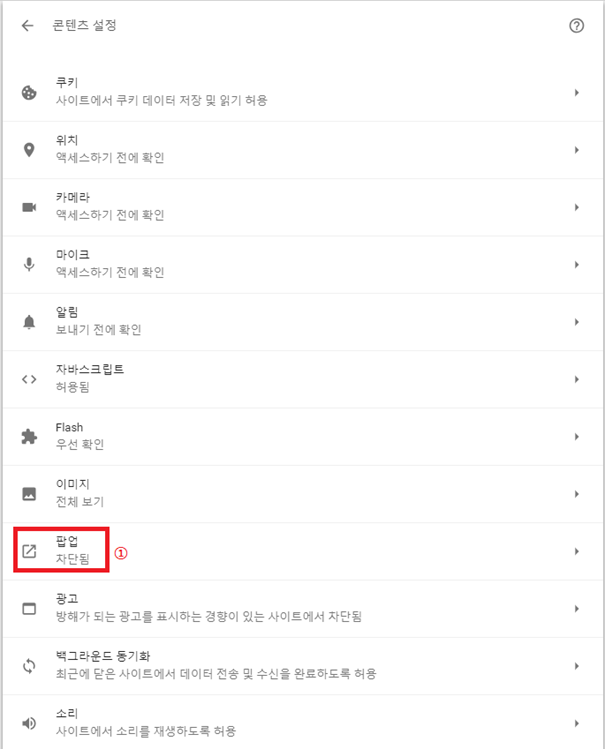 콘텐츠 설정
쿠키
사이트에서 쿠키 데이터 저장 및 읽기 허용
위치
액세스하기 전에 확인
카메라
액세스하기 전에 확인
마이크
액세스하기 전에 확인
알림
보내기 전에 확인
자바스크립트
허용됨
Flash
우선 확인
이미지
전체 보기
팝업
차단됨
①
광고
방해가 되는 광고를 표시하는 경향이 있는 사이트에서 차단됨
백그라운드 동기화
최근에 닫은 사이트에서 데이터 전송 및 수신을 완료하도록 허용
소리
사이트에서 소리를 재생하도록 허용